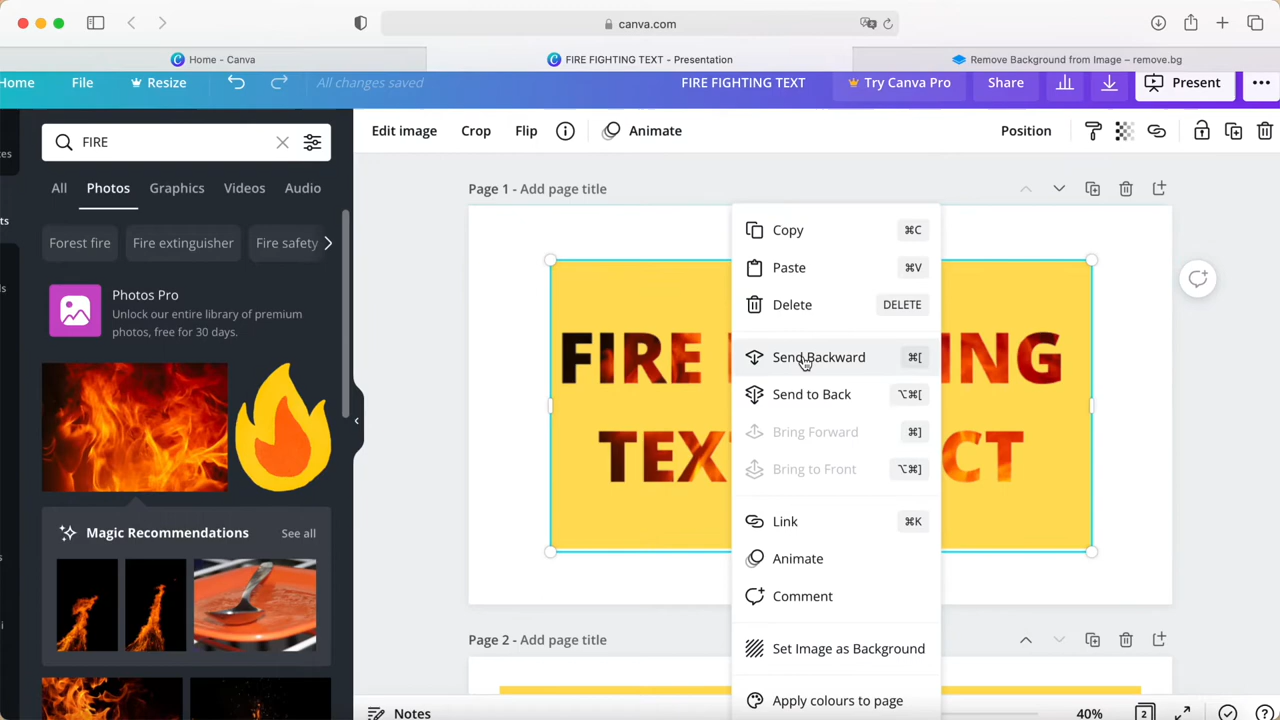 canva.com
Home - Canva
FIRE FIGHTING TEXT - Presentation
Remove Background from Image – remove.bg
Home
File
Resize
All changes saved
FIRE FIGHTING TEXT
Try Canva Pro
Share
Present
FIRE
Edit image
Crop
Flip
Animate
Position
All
Photos
Graphics
Videos
Audio
Page 1 - Add page title
Forest fire
Fire extinguisher
Fire safety
Photos Pro
Unlock our entire library of premium
photos, free for 30 days.
Magic Recommendations
See all
FIRE
ING
TEX
CT
Copy
⌘C
Paste
⌘V
Delete
DELETE
Send Backward
⌘[
Send to Back
⌥⌘[
Bring Forward
⌘]
Bring to Front
⌥⌘]
Link
⌘K
Animate
Comment
Set Image as Background
Apply colours to page
Page 2 - Add page title
Notes
40%
2